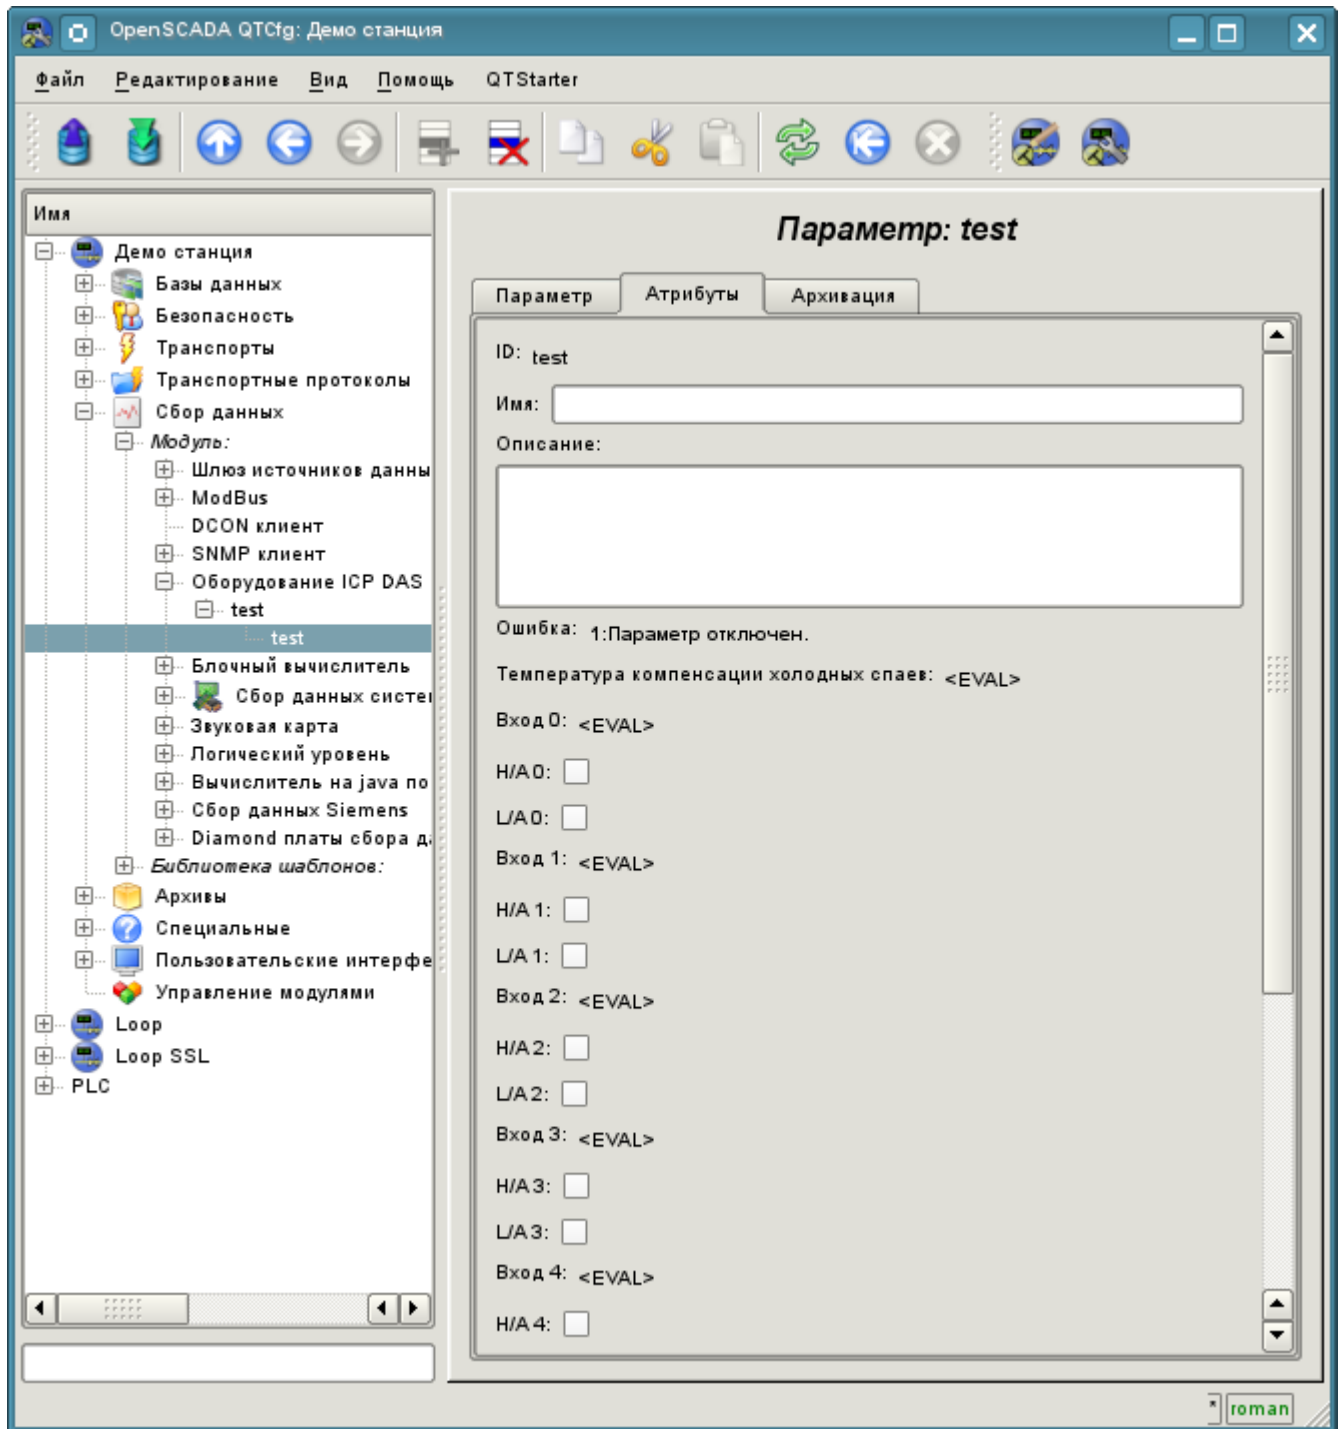 OpenSCADA QTCfg: Демо станция
Файл Редактирование Вид Помощь QTStarter
Имя
Демо станция
Базы данных
Безопасность
Транспорты
Транспортные протоколы
Сбор данных
Модуль:
Шлюз источников данны
ModBus
DCON клиент
SNMP клиент
Оборудование ICP DAS
test
test
Блочный вычислитель
Сбор данных систе
Звуковая карта
Логический уровень
Вычислитель на java по
Сбор данных Siemens
Diamond платы сбора д
Библиотека шаблонов:
Архивы
Специальные
Пользовательские интерфе
Управление модулями
Loop
Loop SSL
PLC
Параметр: test
Параметр Атрибуты Архивация
ID: test
Имя:
Описание:
Ошибка: 1:Параметр отключен.
Температура компенсации холодных спаев: <EVAL>
Вход 0: <EVAL>
H/A 0:
L/A 0:
Вход 1: <EVAL>
H/A 1:
L/A 1:
Вход 2: <EVAL>
H/A 2:
L/A 2:
Вход 3: <EVAL>
H/A 3:
L/A 3:
Вход 4: <EVAL>
H/A 4:
* roman